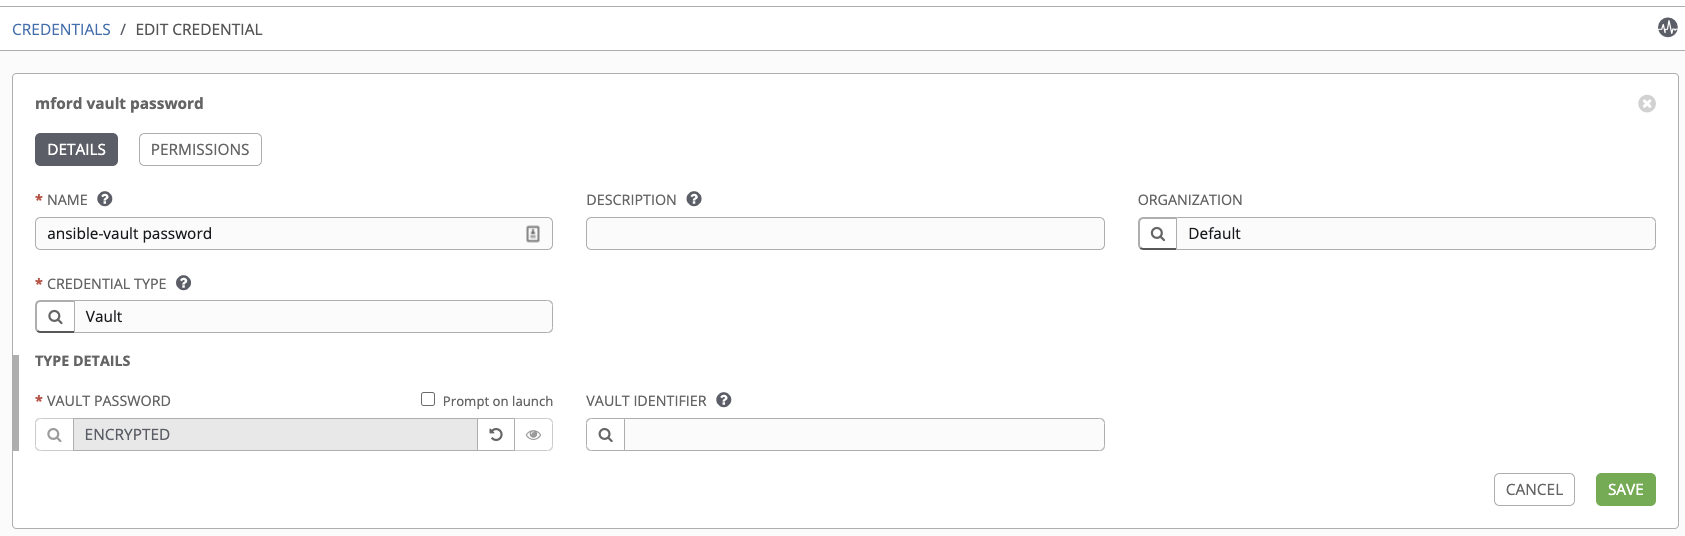 CREDENTIALS / EDIT CREDENTIAL
mford vault password
DETAILS PERMISSIONS
* NAME ? DESCRIPTION ? ORGANIZATION
ansible-vault password Default
* CREDENTIAL TYPE ?
Vault
TYPE DETAILS
* VAULT PASSWORD Prompt on launch VAULT IDENTIFIER ?
ENCRYPTED
CANCEL SAVE